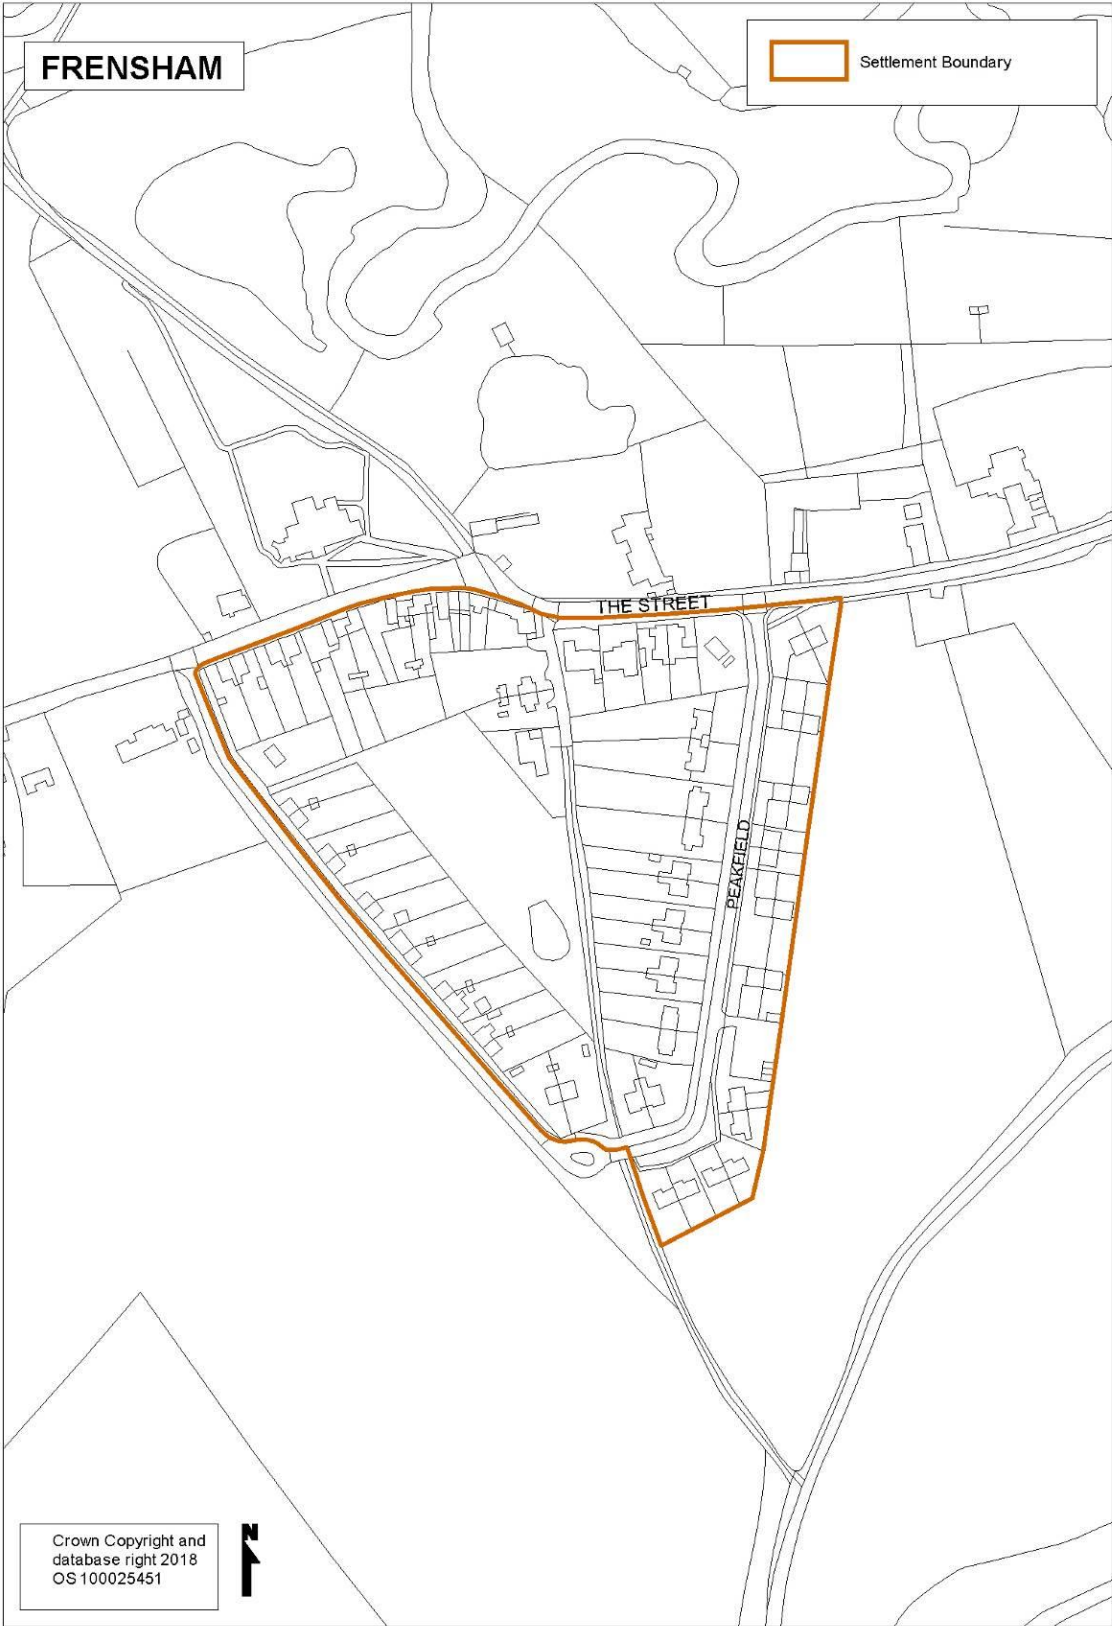 FRENSHAM
Settlement Boundary
THE STREET
PEAKFIELD
Crown Copyright and
database right 2018
OS 100025451
N